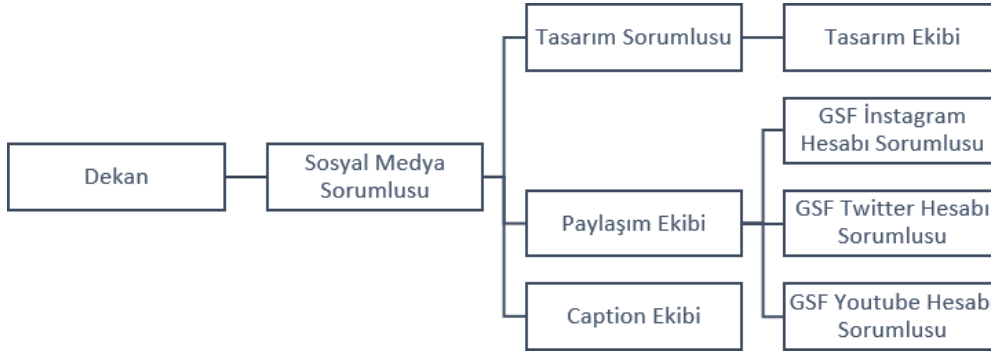 Dekan
Sosyal Medya
Sorumlusu
Tasarım Sorumlusu
Tasarım Ekibi
Paylaşım Ekibi
GSF İnstagram
Hesabı Sorumlusu
GSF Twitter Hesabı
Sorumlusu
GSF Youtube Hesabı
Sorumlusu
Caption Ekibi